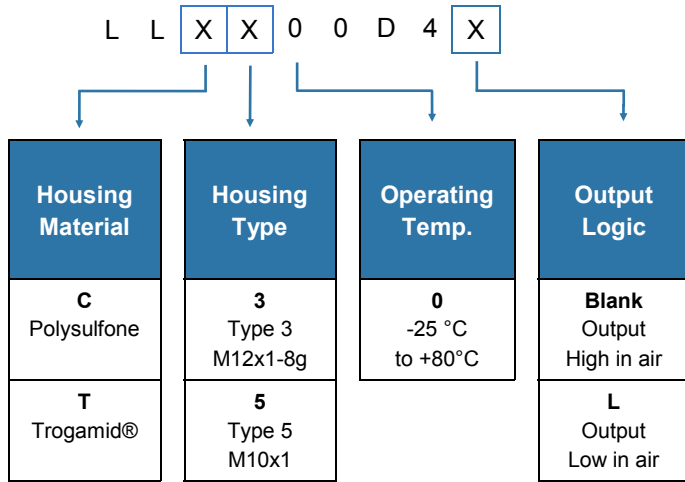 L L X X 0 0 D 4 X
Housing
Material
C
Polysulfone
T
Trogamid®
Housing
Type
3
Type 3
M12x1-8g
5
Type 5
M10x1
Operating
Temp.
0
-25 °C
to +80°C
Output
Logic
Blank
Output
High in air
L
Output
Low in air